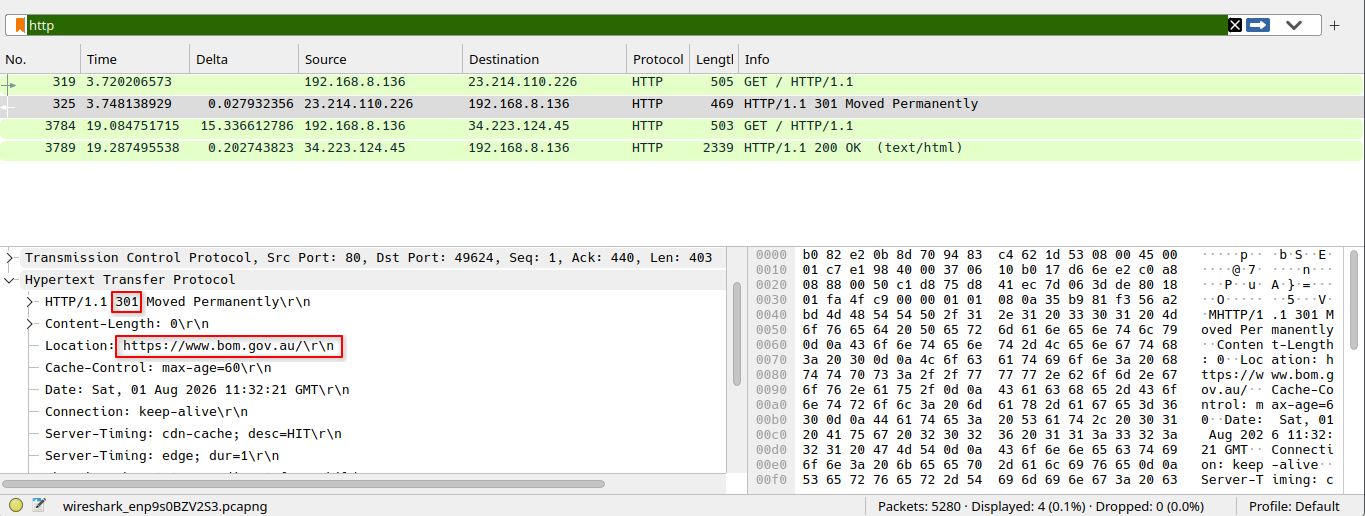 http
No. Time Delta Source Destination Protocol Lengtl Info
319 3.720206573 192.168.8.136 23.214.110.226 HTTP 505 GET / HTTP/1.1
325 3.748138929 0.027932356 23.214.110.226 192.168.8.136 HTTP 469 HTTP/1.1 301 Moved Permanently
3784 19.084751715 15.336612786 192.168.8.136 34.223.124.45 HTTP 503 GET / HTTP/1.1
3789 19.287495538 0.202743823 34.223.124.45 192.168.8.136 HTTP 2339 HTTP/1.1 200 OK (text/html)
Transmission Control Protocol, Src Port: 80, Dst Port: 49624, Seq: 1, Ack: 440, Len: 403
Hypertext Transfer Protocol
HTTP/1.1 301 Moved Permanently\r\n
Content-Length: 0\r\n
Location: https://www.bom.gov.au/\r\n
Cache-Control: max-age=60\r\n
Date: Sat, 01 Aug 2026 11:32:21 GMT\r\n
Connection: keep-alive\r\n
Server-Timing: cdn-cache; desc=HIT\r\n
Server-Timing: edge; dur=1\r\n
0000 b0 82 e2 0b 8d 70 94 83 c4 62 1d 53 08 00 45 00 ·····p·· ·b·S··E·
0010 01 c7 e1 98 40 00 37 06 10 b0 17 d6 6e e2 c0 a8 ····@·7· ····n···
0020 08 88 00 50 c1 d8 75 d8 41 ec 7d 06 3d de 80 18 ···P··u· A·}·=···
0030 01 fa 4f c9 00 00 01 01 08 0a 35 b9 81 f3 56 a2 ··O····· ··5···V·
0040 bd 4d 48 54 54 50 2f 31 2e 31 20 33 30 31 20 4d ·MHTTP/1 .1 301 M
0050 6f 76 65 64 20 50 65 72 6d 61 6e 65 6e 74 6c 79 oved Per manently
0060 0d 0a 43 6f 6e 74 65 6e 74 2d 4c 65 6e 67 74 68 ··Conten t-Length
0070 3a 20 30 0d 0a 4c 6f 63 61 74 69 6f 6e 3a 20 68 : 0··Loc ation: h
0080 74 74 70 73 3a 2f 2f 77 77 77 2e 62 6f 6d 2e 67 ttps://w ww.bom.g
0090 6f 76 2e 61 75 2f 0d 0a 43 61 63 68 65 2d 43 6f ov.au/·· Cache-Co
00a0 6e 74 72 6f 6c 3a 20 6d 61 78 2d 61 67 65 3d 36 ntrol: m ax-age=6
00b0 30 0d 0a 44 61 74 65 3a 20 53 61 74 2c 20 30 31 0··Date: Sat, 01
00c0 20 41 75 67 20 32 30 32 36 20 31 31 3a 33 32 3a Aug 202 6 11:32:
00d0 32 31 20 47 4d 54 0d 0a 43 6f 6e 6e 65 63 74 69 21 GMT·· Connecti
00e0 6f 6e 3a 20 6b 65 65 70 2d 61 6c 69 76 65 0d 0a on: keep -alive··
00f0 53 65 72 76 65 72 2d 54 69 6d 69 6e 67 3a 20 63 Server-T iming: c
wireshark_enp9s0BZV2S3.pcapng Packets: 5280 · Displayed: 4 (0.1%) · Dropped: 0 (0.0%) Profile: Default